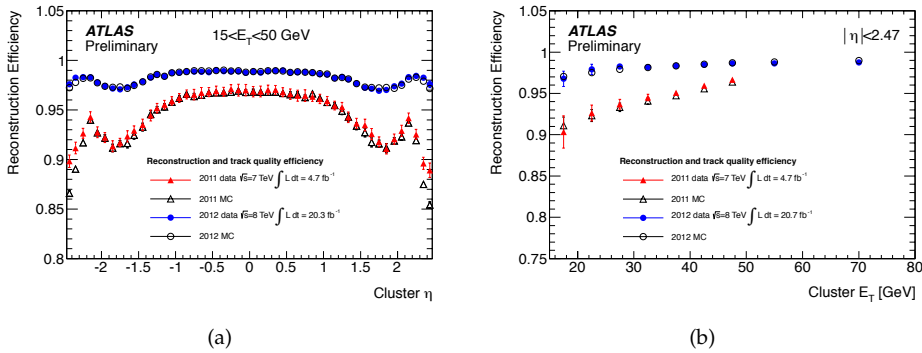 ATLAS
Preliminary
15<E_T<50 GeV
Reconstruction Efficiency
1
0.95
0.9
0.85
0.8
Reconstruction and track quality efficiency
2011 data √s=7 TeV ∫ L dt = 4.7 fb⁻¹
2011 MC
2012 data √s=8 TeV ∫ L dt = 20.3 fb⁻¹
2012 MC
-2 -1.5 -1 -0.5 0 0.5 1 1.5 2
Cluster η
(a)
ATLAS
Preliminary
|η|<2.47
Reconstruction Efficiency
1.05
1
0.95
0.9
0.85
0.8
0.75
Reconstruction and track quality efficiency
2011 data √s=7 TeV ∫ L dt = 4.7 fb⁻¹
2011 MC
2012 data √s=8 TeV ∫ L dt = 20.7 fb⁻¹
2012 MC
20 30 40 50 60 70 80
Cluster E_T [GeV]
(b)